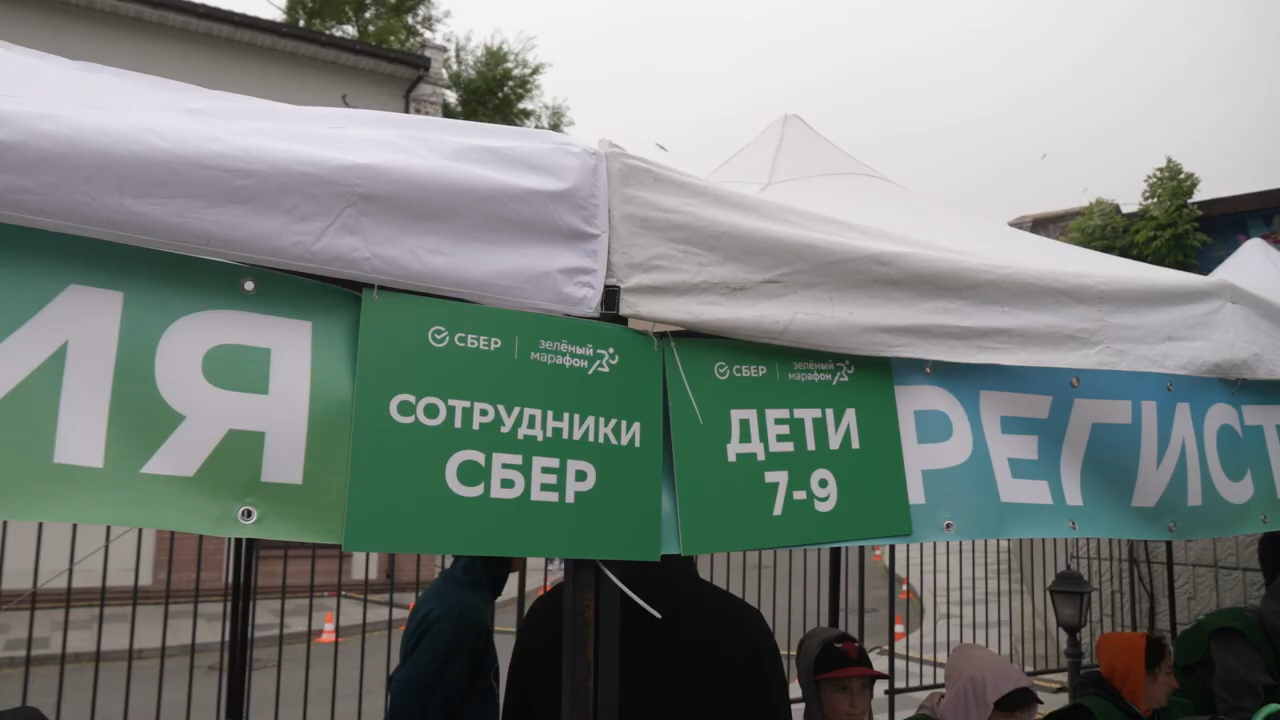 ИЯ
СБЕР
зелёный
марафон
СОТРУДНИКИ
СБЕР
СБЕР
зелёный
марафон
ДЕТИ
7-9
РЕГИСТ